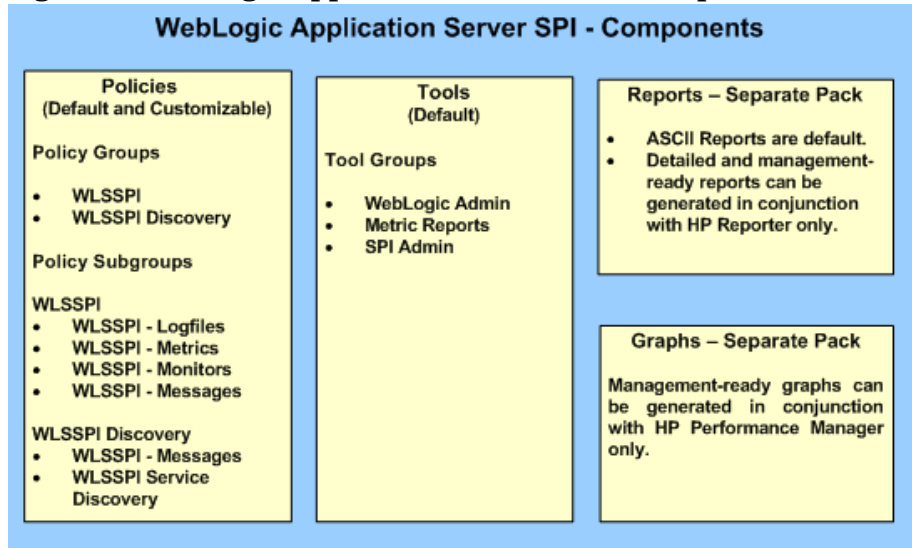 WebLogic Application Server SPI - Components
Policies
(Default and Customizable)
Policy Groups
• WLSSPI
• WLSSPI Discovery
Policy Subgroups
WLSSPI
• WLSSPI - Logfiles
• WLSSPI - Metrics
• WLSSPI - Monitors
• WLSSPI - Messages
WLSSPI Discovery
• WLSSPI - Messages
• WLSSPI Service
Discovery
Tools
(Default)
Tool Groups
• WebLogic Admin
• Metric Reports
• SPI Admin
Reports – Separate Pack
• ASCII Reports are default.
• Detailed and management-
ready reports can be
generated in conjunction
with HP Reporter only.
Graphs – Separate Pack
Management-ready graphs can
be generated in conjunction
with HP Performance Manager
only.